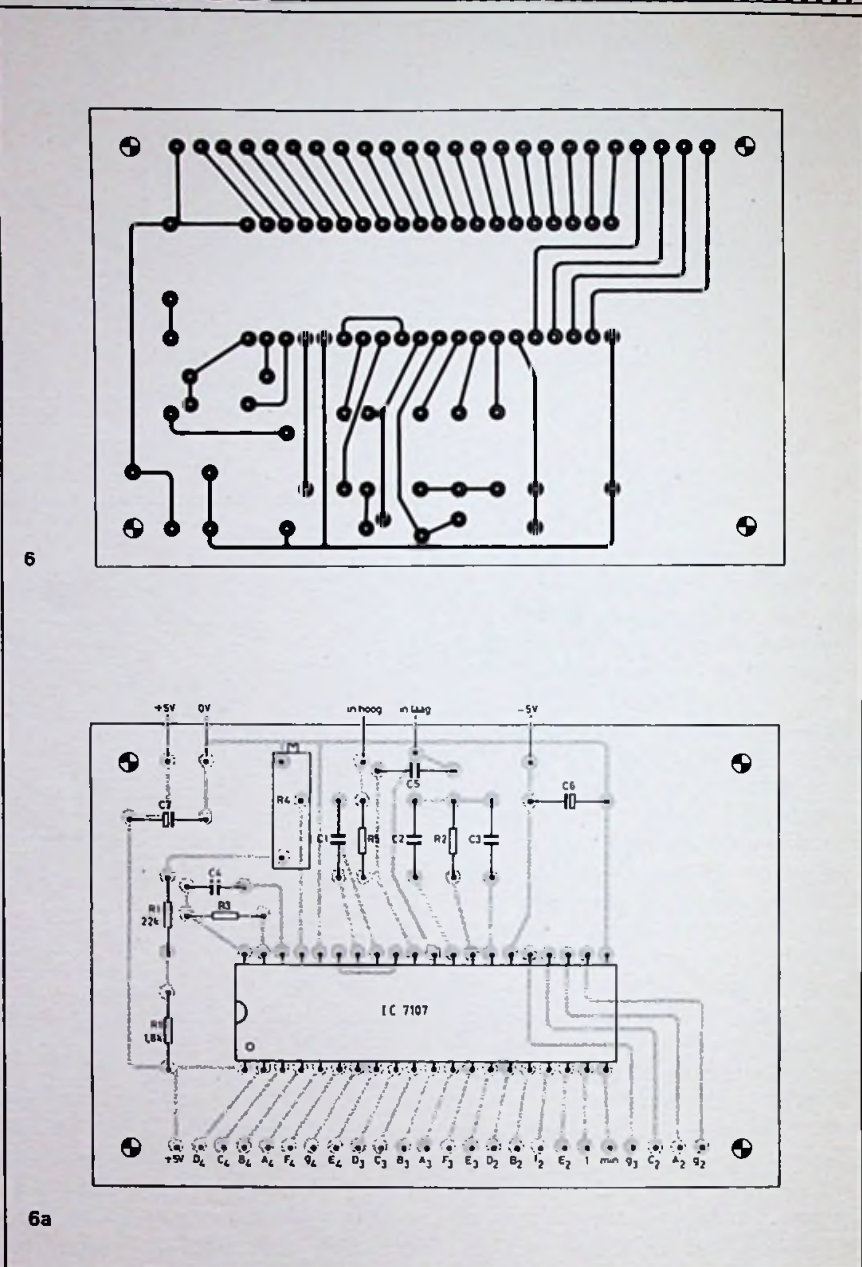 6
+5V 0V in hoog in laag -5V
C7 R4 C5 C6
C1 R5 C2 R2 C3
C4
R1
22k
R3
IC 7107
1,8k
+5V D4 C4 B4 A4 F4 g4 E4 D3 C3 B3 A3 F3 E3 D2 B2 f2 E2 1 min g3 C2 A2 g2
6a